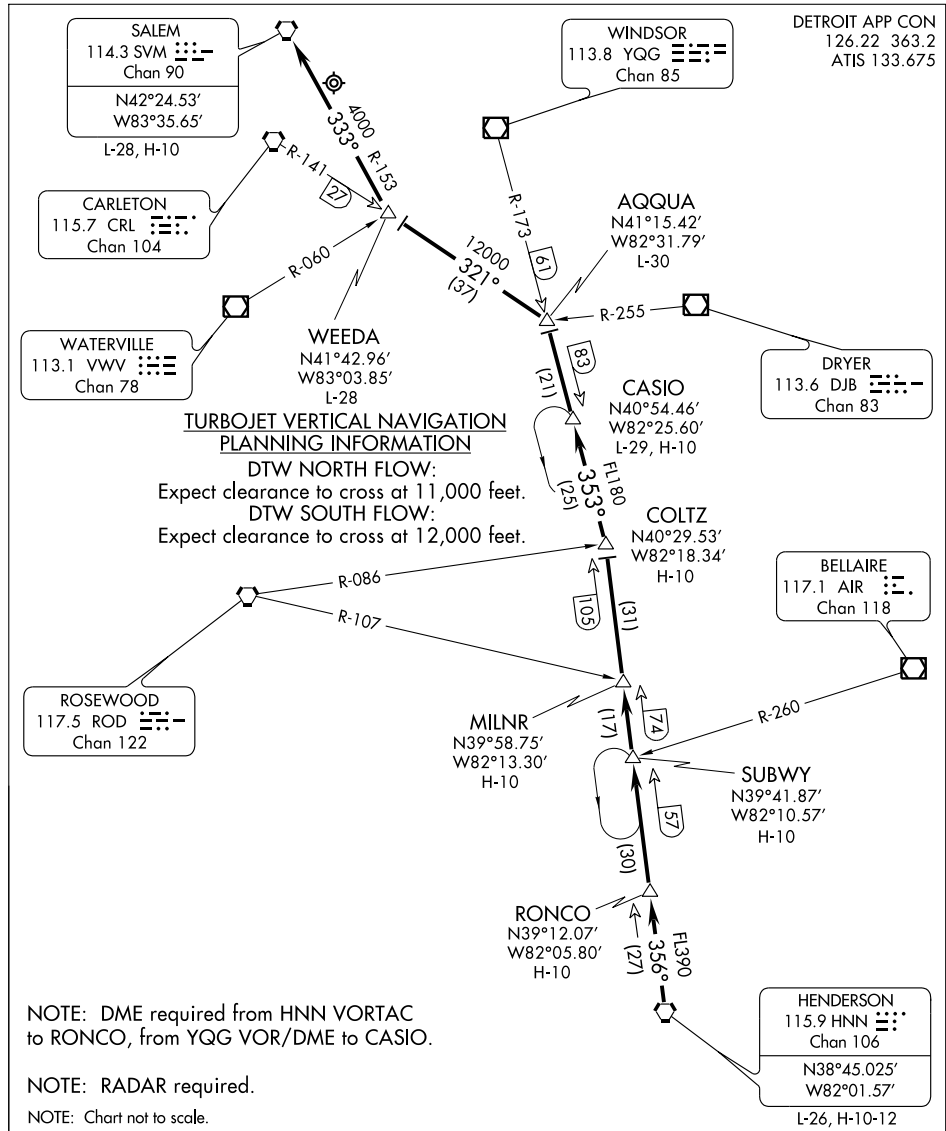 SALEM
114.3 SVM
Chan 90
N42°24.53′
W83°35.65′
L-28, H-10
WINDSOR
113.8 YQG
Chan 85
DETROIT APP CON
126.22 363.2
ATIS 133.675
4000
333°
R-153
R-141
27
CARLETON
115.7 CRL
Chan 104
R-060
R-173
61
AQQUA
N41°15.42′
W82°31.79′
L-30
12000
321°
(37)
R-255
WATERVILLE
113.1 VWV
Chan 78
WEEDA
N41°42.96′
W83°03.85′
L-28
DRYER
113.6 DJB
Chan 83
83
(21)
CASIO
N40°54.46′
W82°25.60′
L-29, H-10
TURBOJET VERTICAL NAVIGATION
PLANNING INFORMATION
DTW NORTH FLOW:
Expect clearance to cross at 11,000 feet.
DTW SOUTH FLOW:
Expect clearance to cross at 12,000 feet.
FL180
353°
(25)
COLTZ
N40°29.53′
W82°18.34′
H-10
R-086
R-107
105
(31)
BELLAIRE
117.1 AIR
Chan 118
ROSEWOOD
117.5 ROD
Chan 122
R-260
MILNR
N39°58.75′
W82°13.30′
H-10
(17)
74
SUBWY
N39°41.87′
W82°10.57′
H-10
57
(30)
RONCO
N39°12.07′
W82°05.80′
H-10
FL390
356°
(27)
HENDERSON
115.9 HNN
Chan 106
N38°45.025′
W82°01.57′
L-26, H-10-12
NOTE: DME required from HNN VORTAC
to RONCO, from YQG VOR/DME to CASIO.
NOTE: RADAR required.
NOTE: Chart not to scale.